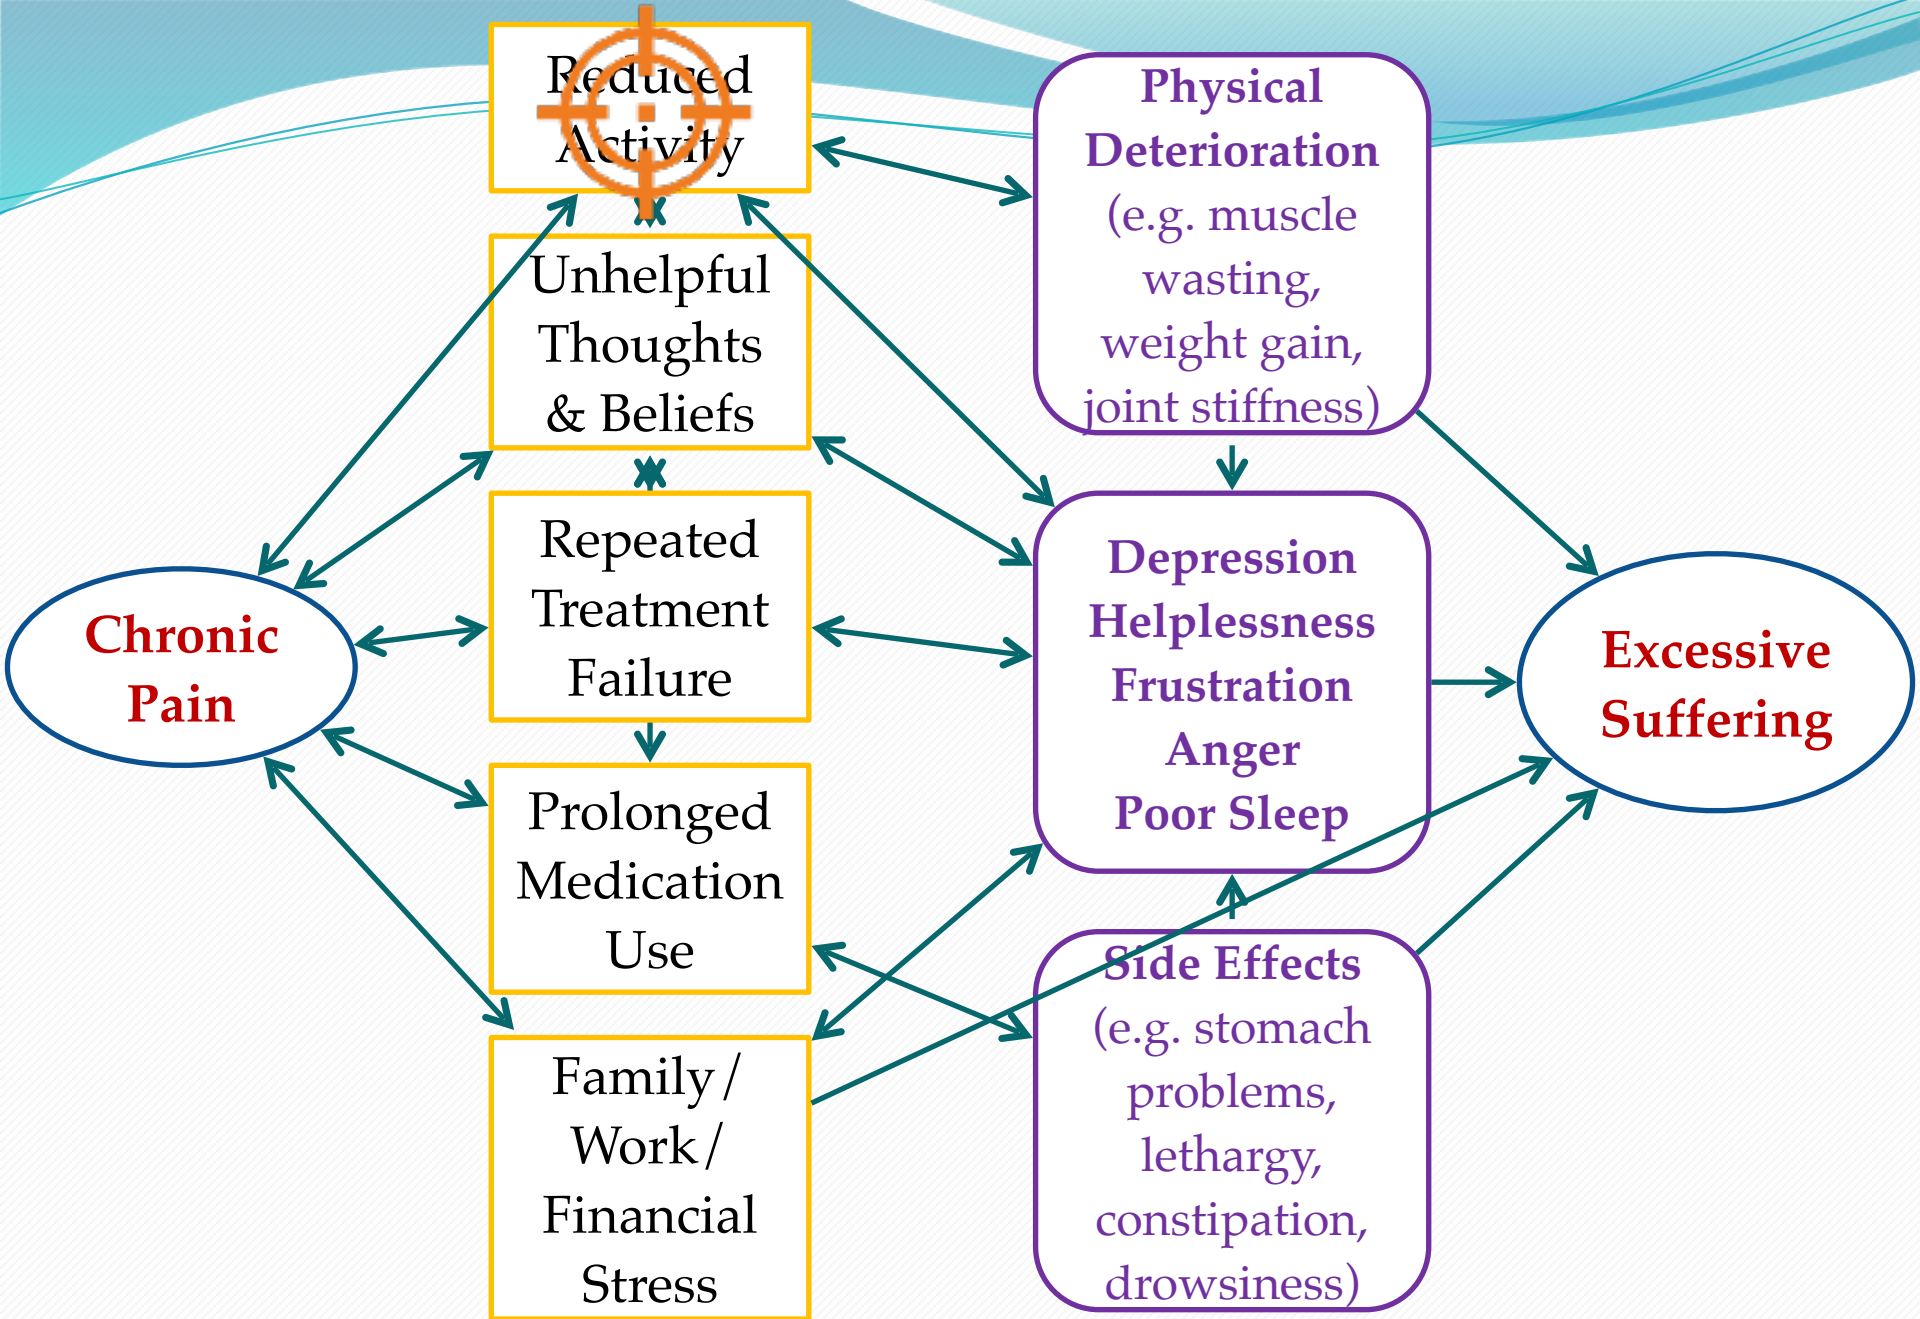 Reduced
Activity
Unhelpful
Thoughts
& Beliefs
Repeated
Treatment
Failure
Prolonged
Medication
Use
Family/
Work/
Financial
Stress
Chronic
Pain
Physical
Deterioration
(e.g. muscle
wasting,
weight gain,
joint stiffness)
Depression
Helplessness
Frustration
Anger
Poor Sleep
Side Effects
(e.g. stomach
problems,
lethargy,
constipation,
drowsiness)
Excessive
Suffering